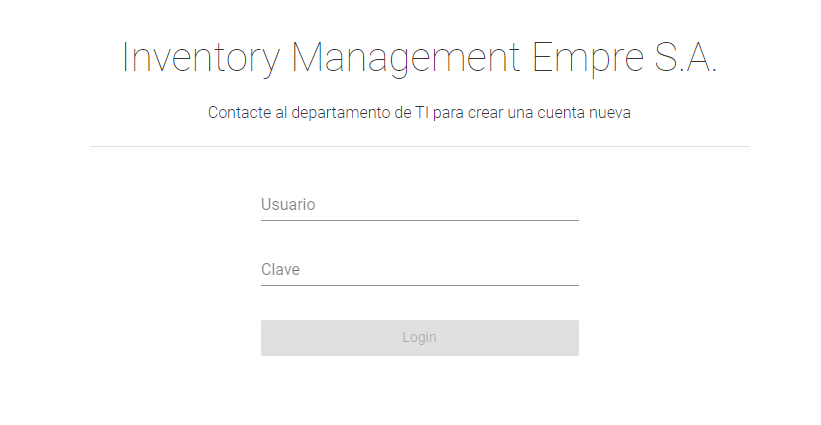 Inventory Management Empre S.A.
Contacte al departamento de TI para crear una cuenta nueva
Usuario
Clave
Login